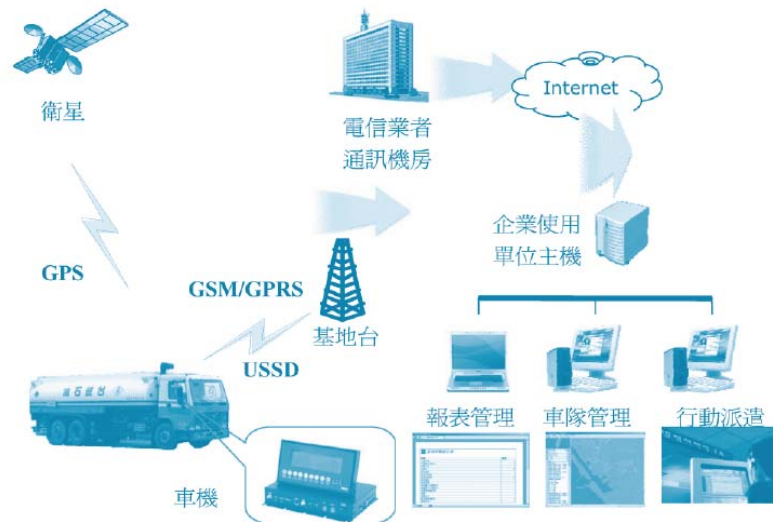 衛星
電信業者
通訊機房
Internet
企業使用
單位主機
GPS
GSM/GPRS
基地台
USSD
報表管理
車隊管理
行動派遣
車機